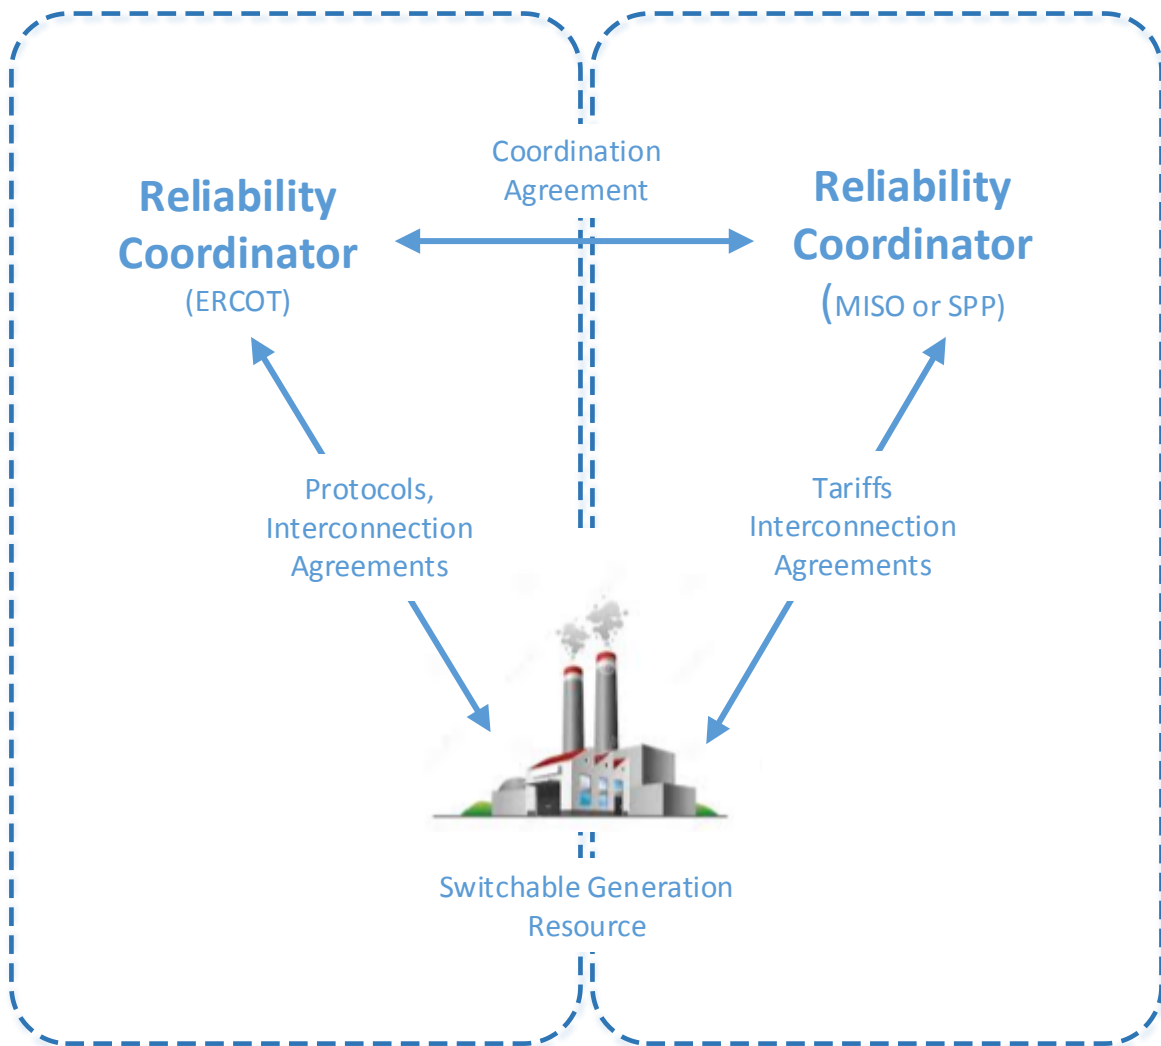 Coordination
Agreement
Reliability
Coordinator
(ERCOT)
Reliability
Coordinator
(MISO or SPP)
Protocols,
Interconnection
Agreements
Tariffs
Interconnection
Agreements
Switchable Generation
Resource